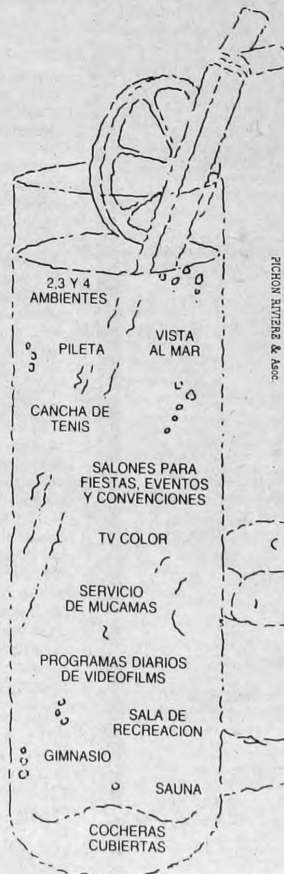 2,3 Y 4
AMBIENTES
PILETA
VISTA
AL MAR
CANCHA DE
TENIS
SALONES PARA
FIESTAS, EVENTOS
Y CONVENCIONES
TV COLOR
SERVICIO
DE MUCAMAS
PROGRAMAS DIARIOS
DE VIDEOFILMS
SALA DE
RECREACION
GIMNASIO
SAUNA
COCHERAS
CUBIERTAS
PICHON RIVIERE & Asoc.